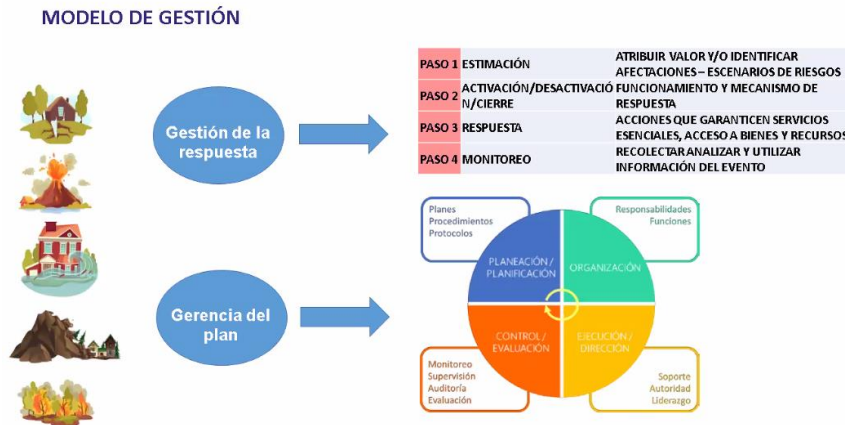 MODELO DE GESTIÓN
Gestión de la
respuesta
PASO 1 ESTIMACIÓN ATRIBUIR VALOR Y/O IDENTIFICAR
AFECTACIONES – ESCENARIOS DE RIESGOS
PASO 2 ACTIVACIÓN/DESACTIVACIÓ FUNCIONAMIENTO Y MECANISMO DE
N/CIERRE RESPUESTA
PASO 3 RESPUESTA ACCIONES QUE GARANTICEN SERVICIOS
ESENCIALES, ACCESO A BIENES Y RECURSOS
PASO 4 MONITOREO RECOLECTAR ANALIZAR Y UTILIZAR
INFORMACIÓN DEL EVENTO
Gerencia del
plan
Planes
Procedimientos
Protocolos
Responsabilidades
Funciones
PLANEACIÓN /
PLANIFICACIÓN
ORGANIZACIÓN
CONTROL /
EVALUACIÓN
EJECUCIÓN /
DIRECCIÓN
Monitoreo
Supervisión
Auditoría
Evaluación
Soporte
Autoridad
Liderazgo